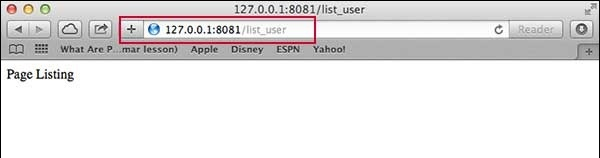 127.0.0.1:8081/list_user
127.0.0.1:8081/list_user
Reader
What Are P...mar lesson) Apple Disney ESPN Yahoo!
Page Listing